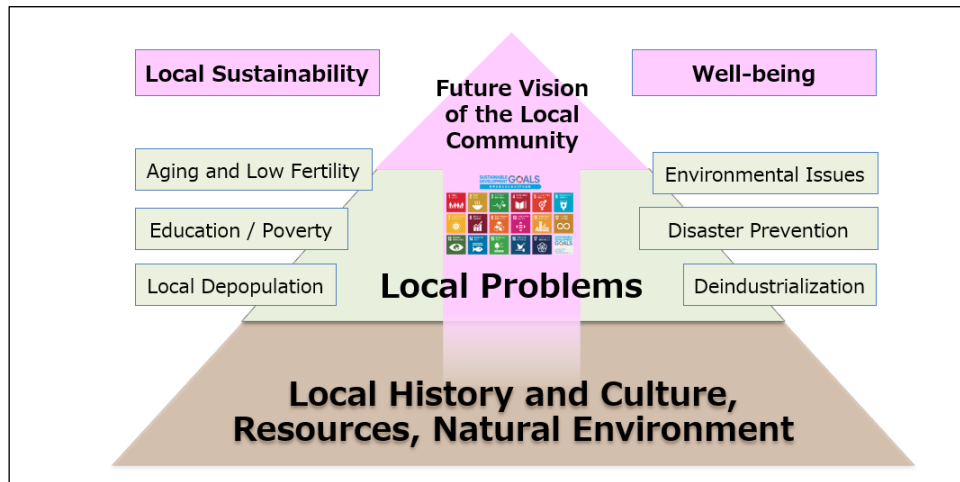 Local Sustainability
Well-being
Future Vision
of the Local
Community
Aging and Low Fertility
Environmental Issues
SUSTAINABLE
DEVELOPMENT
GOALS
Education / Poverty
Disaster Prevention
Local Depopulation
Local Problems
Deindustrialization
Local History and Culture,
Resources, Natural Environment